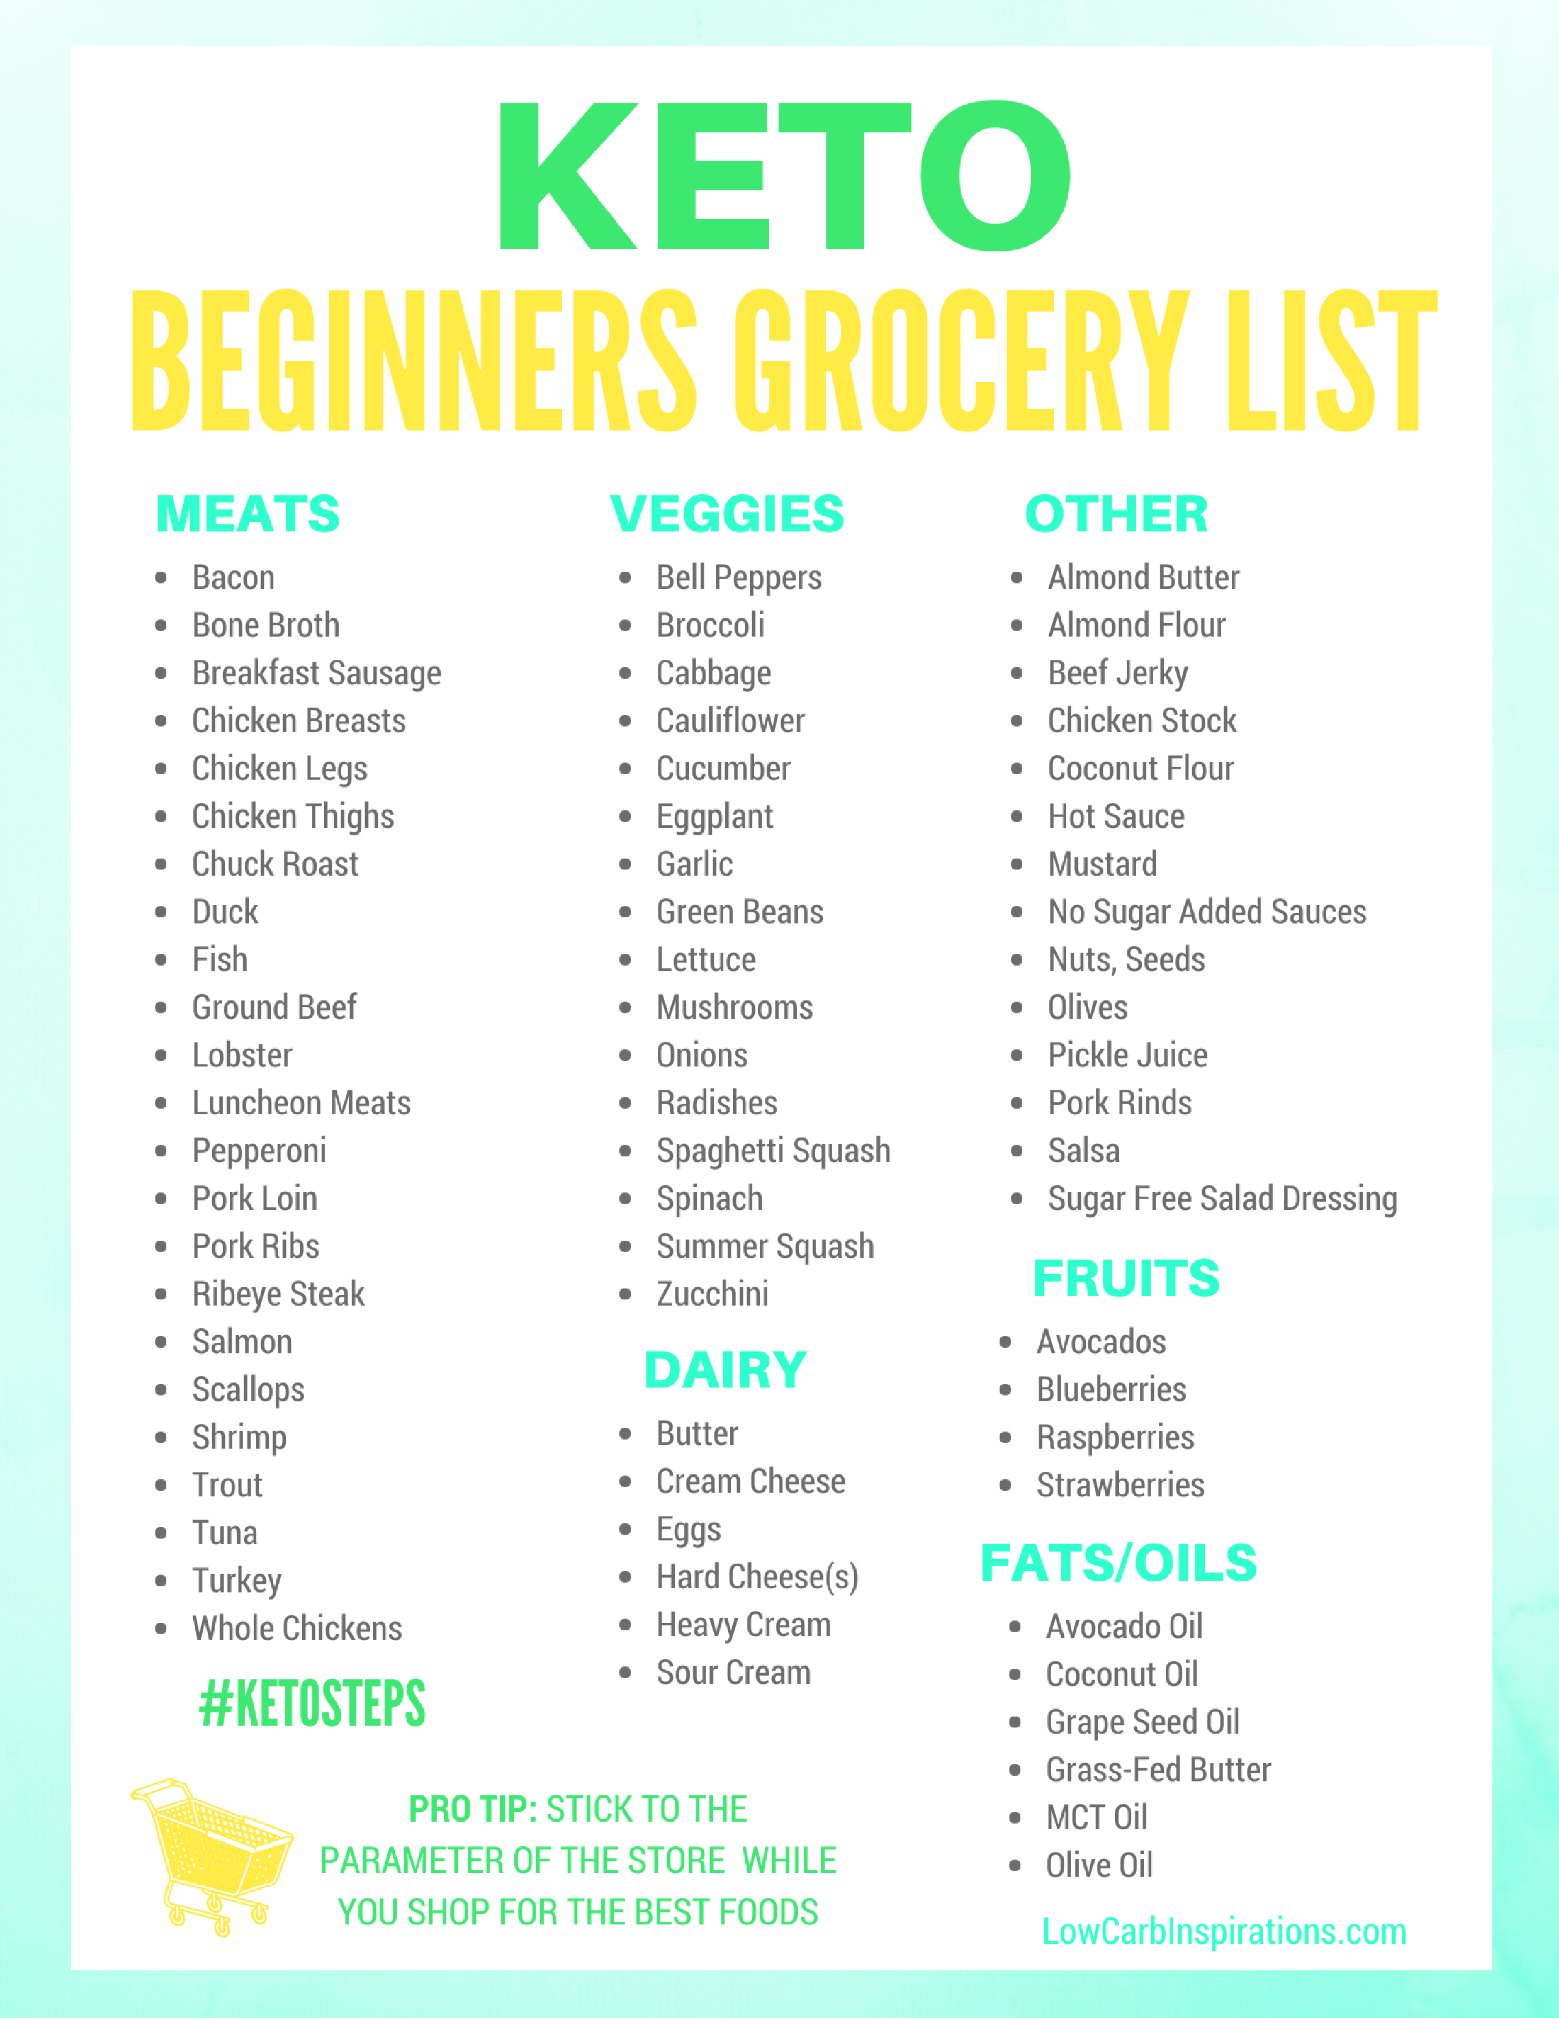 KETO
BEGINNERS GROCERY LIST
MEATS
• Bacon
• Bone Broth
• Breakfast Sausage
• Chicken Breasts
• Chicken Legs
• Chicken Thighs
• Chuck Roast
• Duck
• Fish
• Ground Beef
• Lobster
• Luncheon Meats
• Pepperoni
• Pork Loin
• Pork Ribs
• Ribeye Steak
• Salmon
• Scallops
• Shrimp
• Trout
• Tuna
• Turkey
• Whole Chickens
#KETOSTEPS
VEGGIES
• Bell Peppers
• Broccoli
• Cabbage
• Cauliflower
• Cucumber
• Eggplant
• Garlic
• Green Beans
• Lettuce
• Mushrooms
• Onions
• Radishes
• Spaghetti Squash
• Spinach
• Summer Squash
• Zucchini
DAIRY
• Butter
• Cream Cheese
• Eggs
• Hard Cheese(s)
• Heavy Cream
• Sour Cream
OTHER
• Almond Butter
• Almond Flour
• Beef Jerky
• Chicken Stock
• Coconut Flour
• Hot Sauce
• Mustard
• No Sugar Added Sauces
• Nuts, Seeds
• Olives
• Pickle Juice
• Pork Rinds
• Salsa
• Sugar Free Salad Dressing
FRUITS
• Avocados
• Blueberries
• Raspberries
• Strawberries
FATS/OILS
• Avocado Oil
• Coconut Oil
• Grape Seed Oil
• Grass-Fed Butter
• MCT Oil
• Olive Oil
PRO TIP: STICK TO THE
PARAMETER OF THE STORE WHILE
YOU SHOP FOR THE BEST FOODS
LowCarbInspirations.com